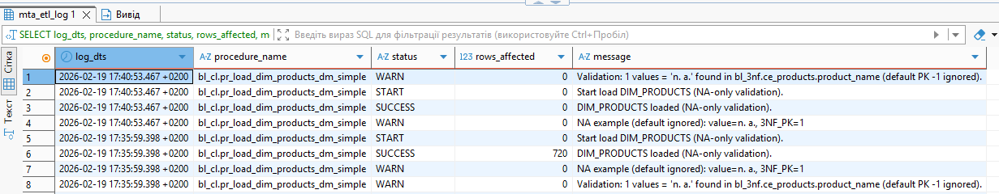 mta_etl_log 1 Вивід
SELECT log_dts, procedure_name, status, rows_affected, m Введіть вираз SQL для фільтрації результатів (використовуйте Ctrl+Пробіл)
Сітка
Текст
log_dts A-Z procedure_name A-Z status 123 rows_affected A-Z message
1 2026-02-19 17:40:53.467 +0200 bl_cl.pr_load_dim_products_dm_simple WARN 0 Validation: 1 values = 'n. a.' found in bl_3nf.ce_products.product_name (default PK -1 ignored).
2 2026-02-19 17:40:53.467 +0200 bl_cl.pr_load_dim_products_dm_simple START 0 Start load DIM_PRODUCTS (NA-only validation).
3 2026-02-19 17:40:53.467 +0200 bl_cl.pr_load_dim_products_dm_simple SUCCESS 0 DIM_PRODUCTS loaded (NA-only validation).
4 2026-02-19 17:40:53.467 +0200 bl_cl.pr_load_dim_products_dm_simple WARN 0 NA example (default ignored): value=n. a., 3NF_PK=1
5 2026-02-19 17:35:59.398 +0200 bl_cl.pr_load_dim_products_dm_simple START 0 Start load DIM_PRODUCTS (NA-only validation).
6 2026-02-19 17:35:59.398 +0200 bl_cl.pr_load_dim_products_dm_simple SUCCESS 720 DIM_PRODUCTS loaded (NA-only validation).
7 2026-02-19 17:35:59.398 +0200 bl_cl.pr_load_dim_products_dm_simple WARN 0 NA example (default ignored): value=n. a., 3NF_PK=1
8 2026-02-19 17:35:59.398 +0200 bl_cl.pr_load_dim_products_dm_simple WARN 0 Validation: 1 values = 'n. a.' found in bl_3nf.ce_products.product_name (default PK -1 ignored).